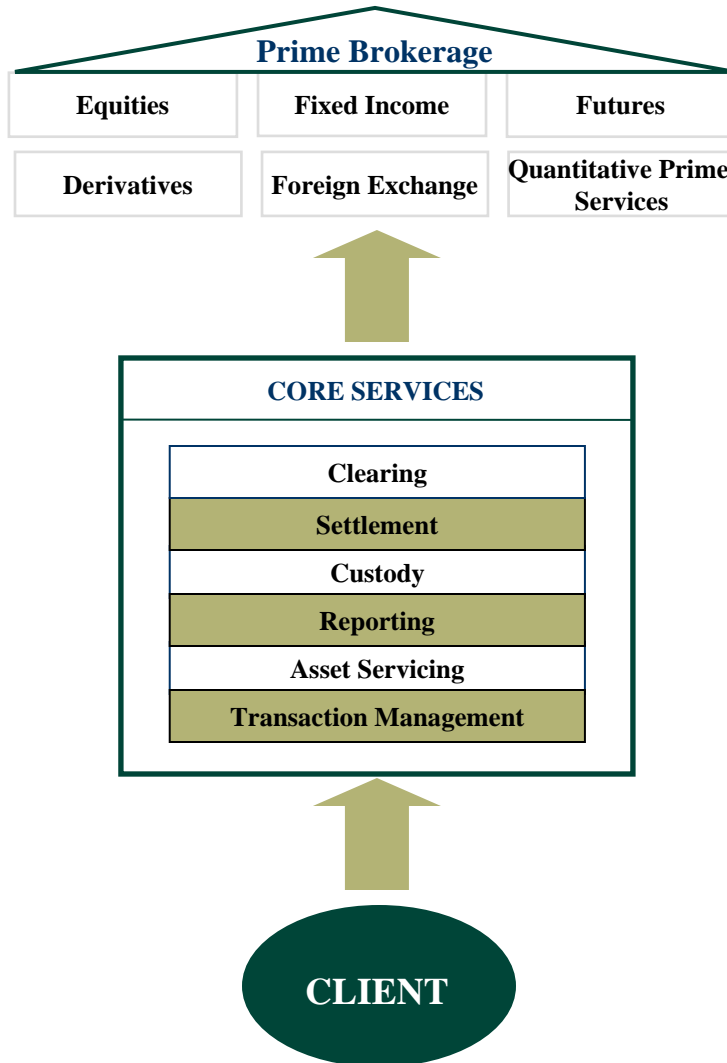 Prime Brokerage
Equities
Fixed Income
Futures
Derivatives
Foreign Exchange
Quantitative Prime
Services
CORE SERVICES
Clearing
Settlement
Custody
Reporting
Asset Servicing
Transaction Management
CLIENT